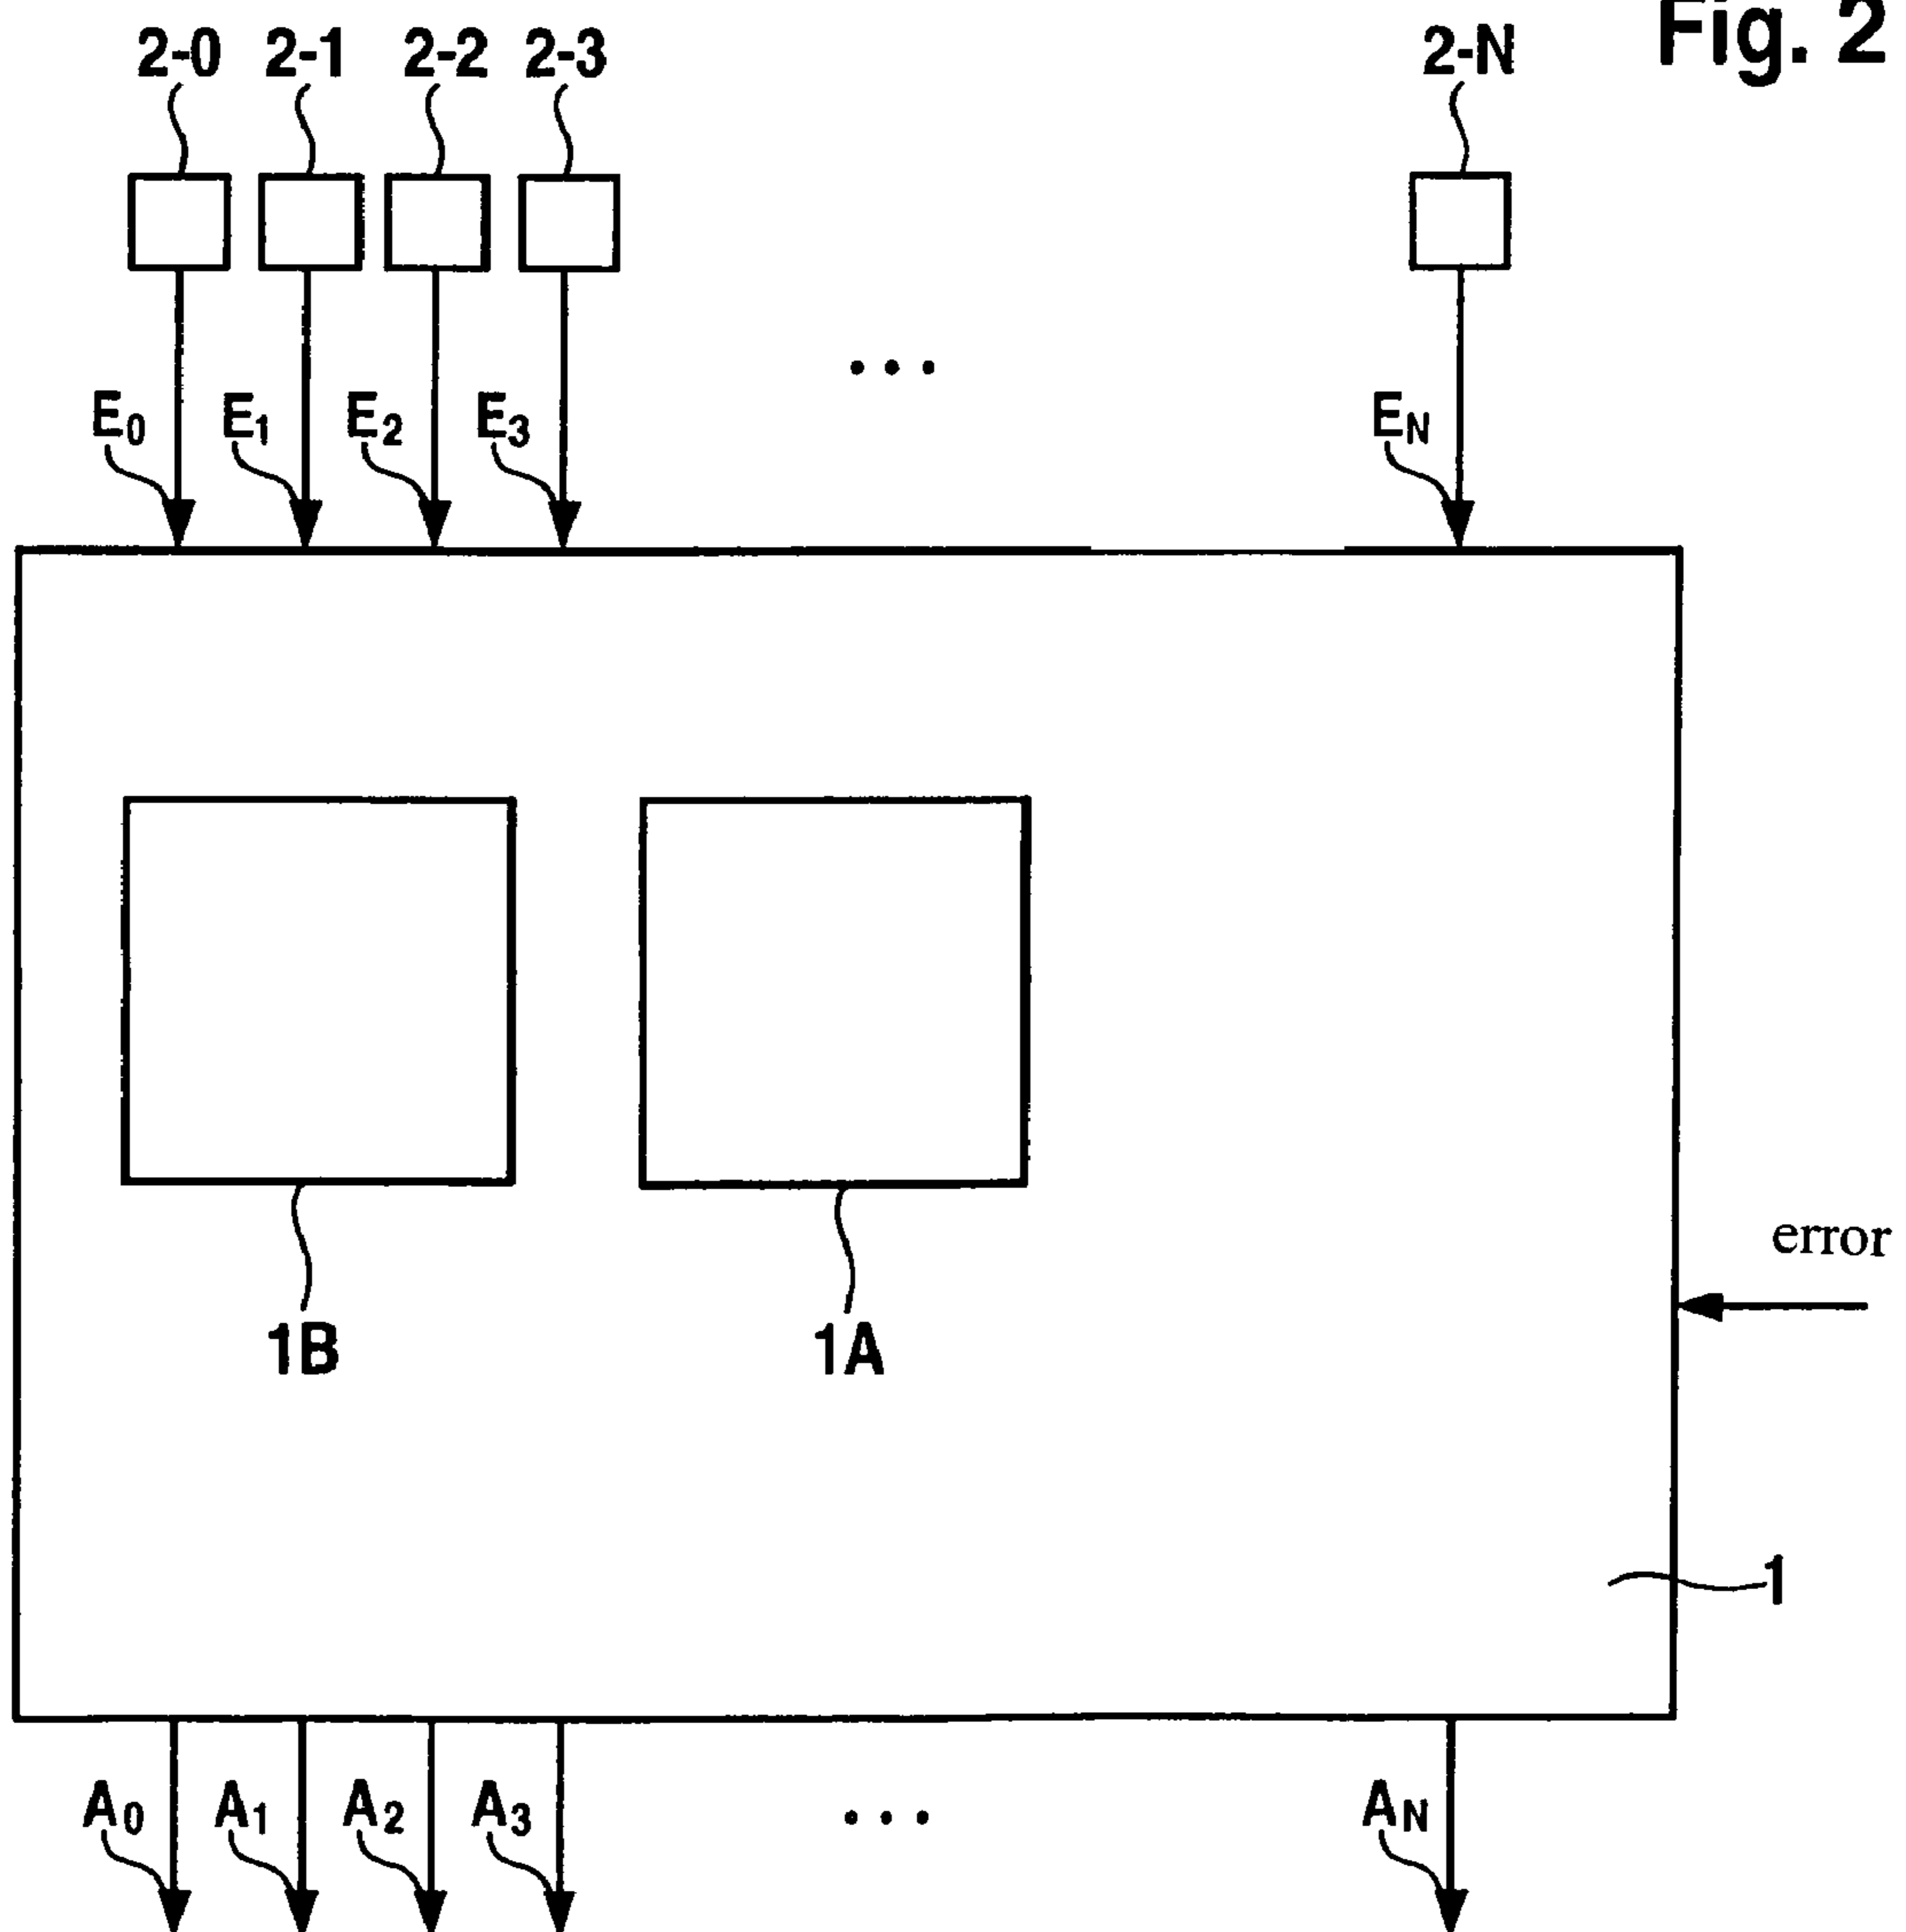 Fig. 2
2-0 2-1 2-2 2-3 2-N
E0 E1 E2 E3 ... EN
1B 1A
error
1
A0 A1 A2 A3 ... AN